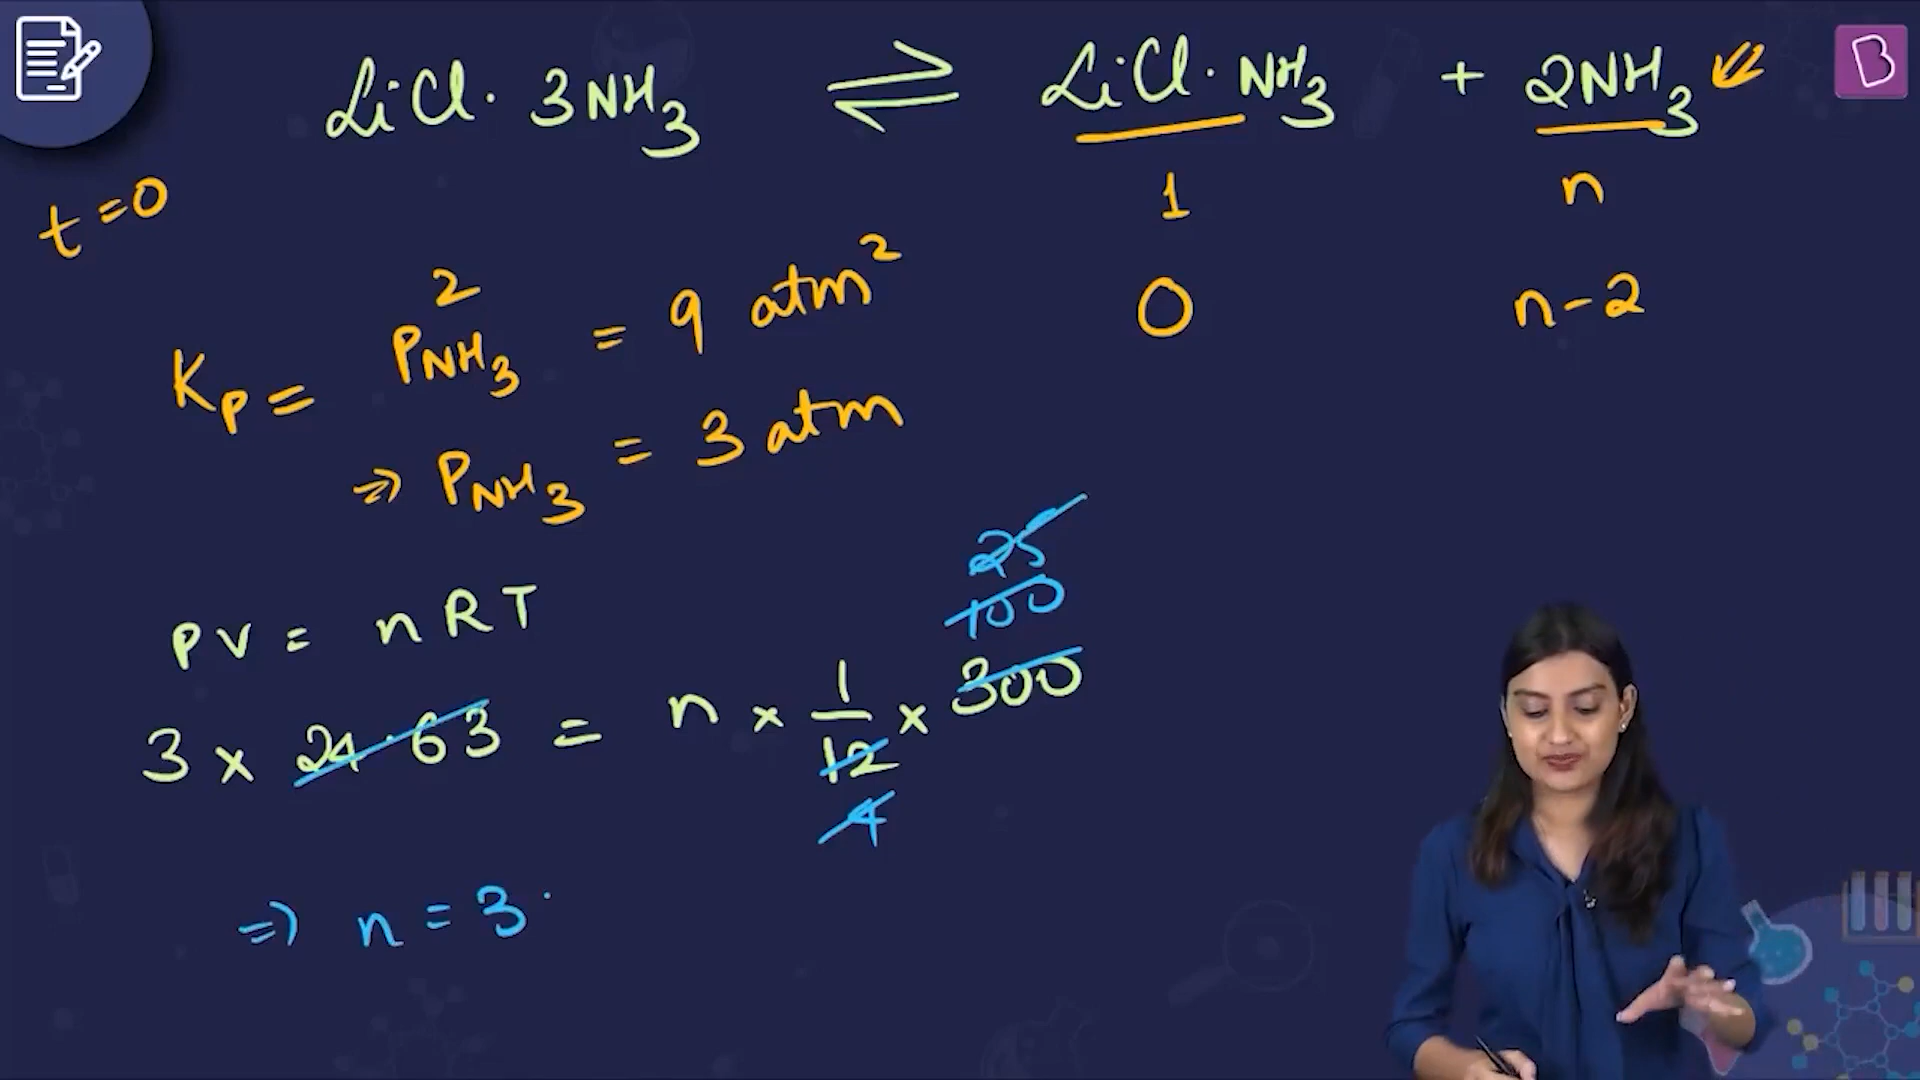 LiCl · 3NH₃ ⇌ LiCl · NH₃ + 2NH₃
t=0 1 n
0 n-2
Kp = P²NH₃ = 9 atm²
⇒ PNH₃ = 3 atm
PV = nRT
25
100
3 × 24.63 = n × 1/12 × 300
4
⇒ n = 3.
B